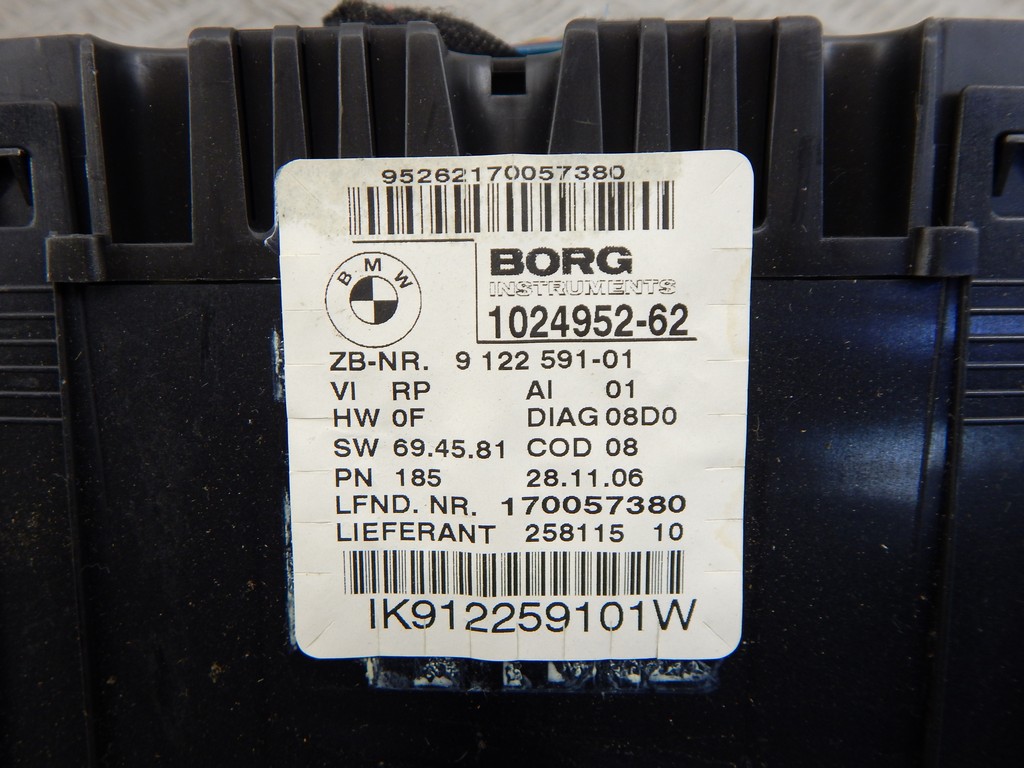 95262170057380
BMW
BORG
INSTRUMENTS
1024952-62
ZB-NR. 9 122 591-01
VI RP AI 01
HW 0F DIAG 08D0
SW 69.45.81 COD 08
PN 185 28.11.06
LFND. NR. 170057380
LIEFERANT 258115 10
IK912259101W